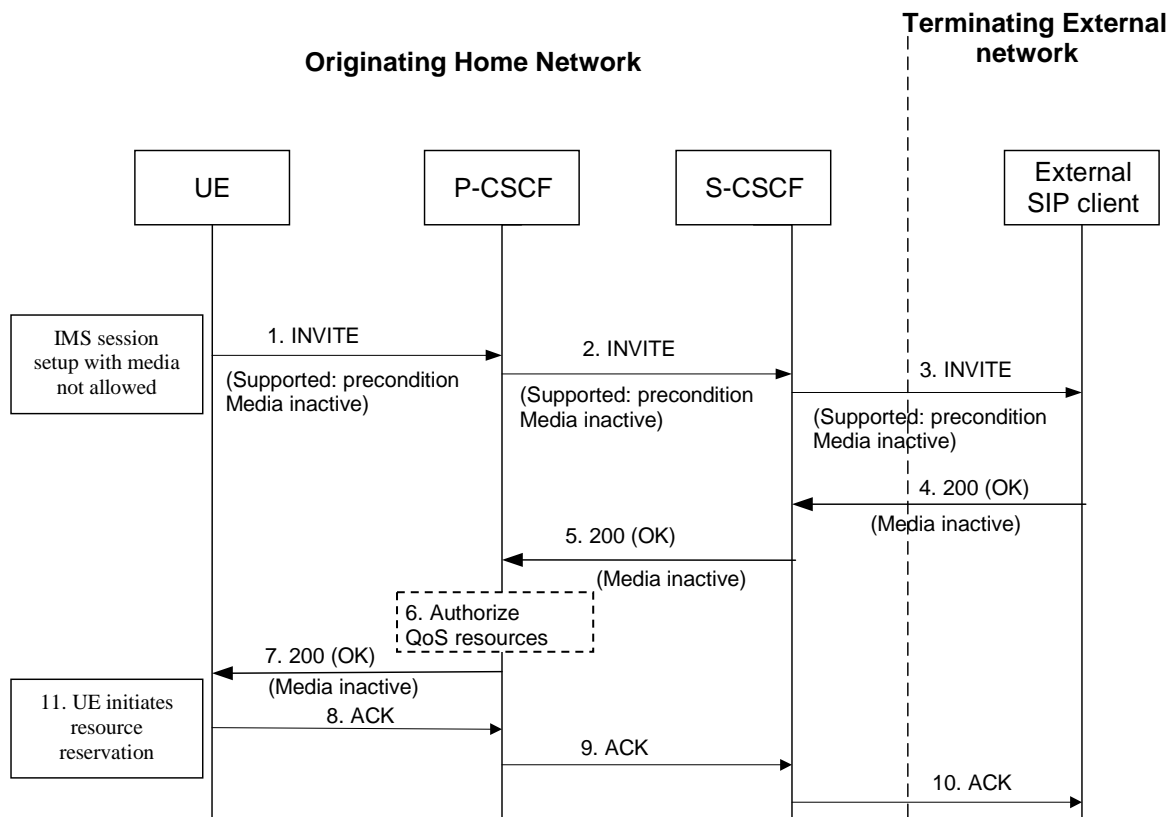 Terminating External
network
Originating Home Network
UE
P-CSCF
S-CSCF
External
SIP client
IMS session
setup with media
not allowed
1. INVITE
(Supported: precondition
Media inactive)
2. INVITE
(Supported: precondition
Media inactive)
3. INVITE
(Supported: precondition
Media inactive)
4. 200 (OK)
(Media inactive)
5. 200 (OK)
(Media inactive)
6. Authorize
QoS resources
7. 200 (OK)
(Media inactive)
11. UE initiates
resource
reservation
8. ACK
9. ACK
10. ACK